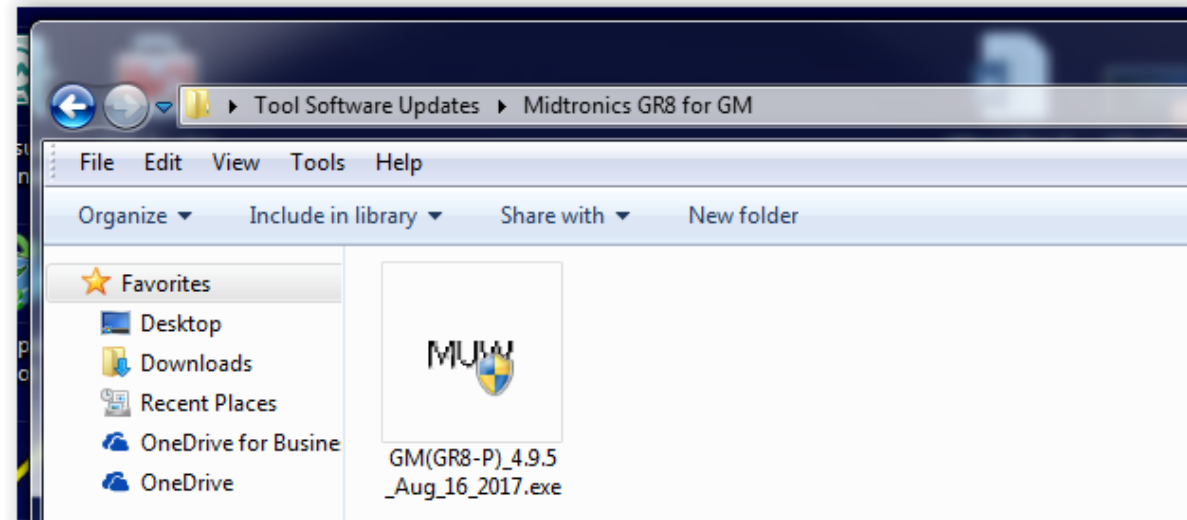 Tool Software Updates Midtronics GR8 for GM
File Edit View Tools Help
Organize Include in library Share with New folder
Favorites
Desktop
Downloads
Recent Places
OneDrive for Busine
OneDrive
MUW
GM(GR8-P)_4.9.5
_Aug_16_2017.exe